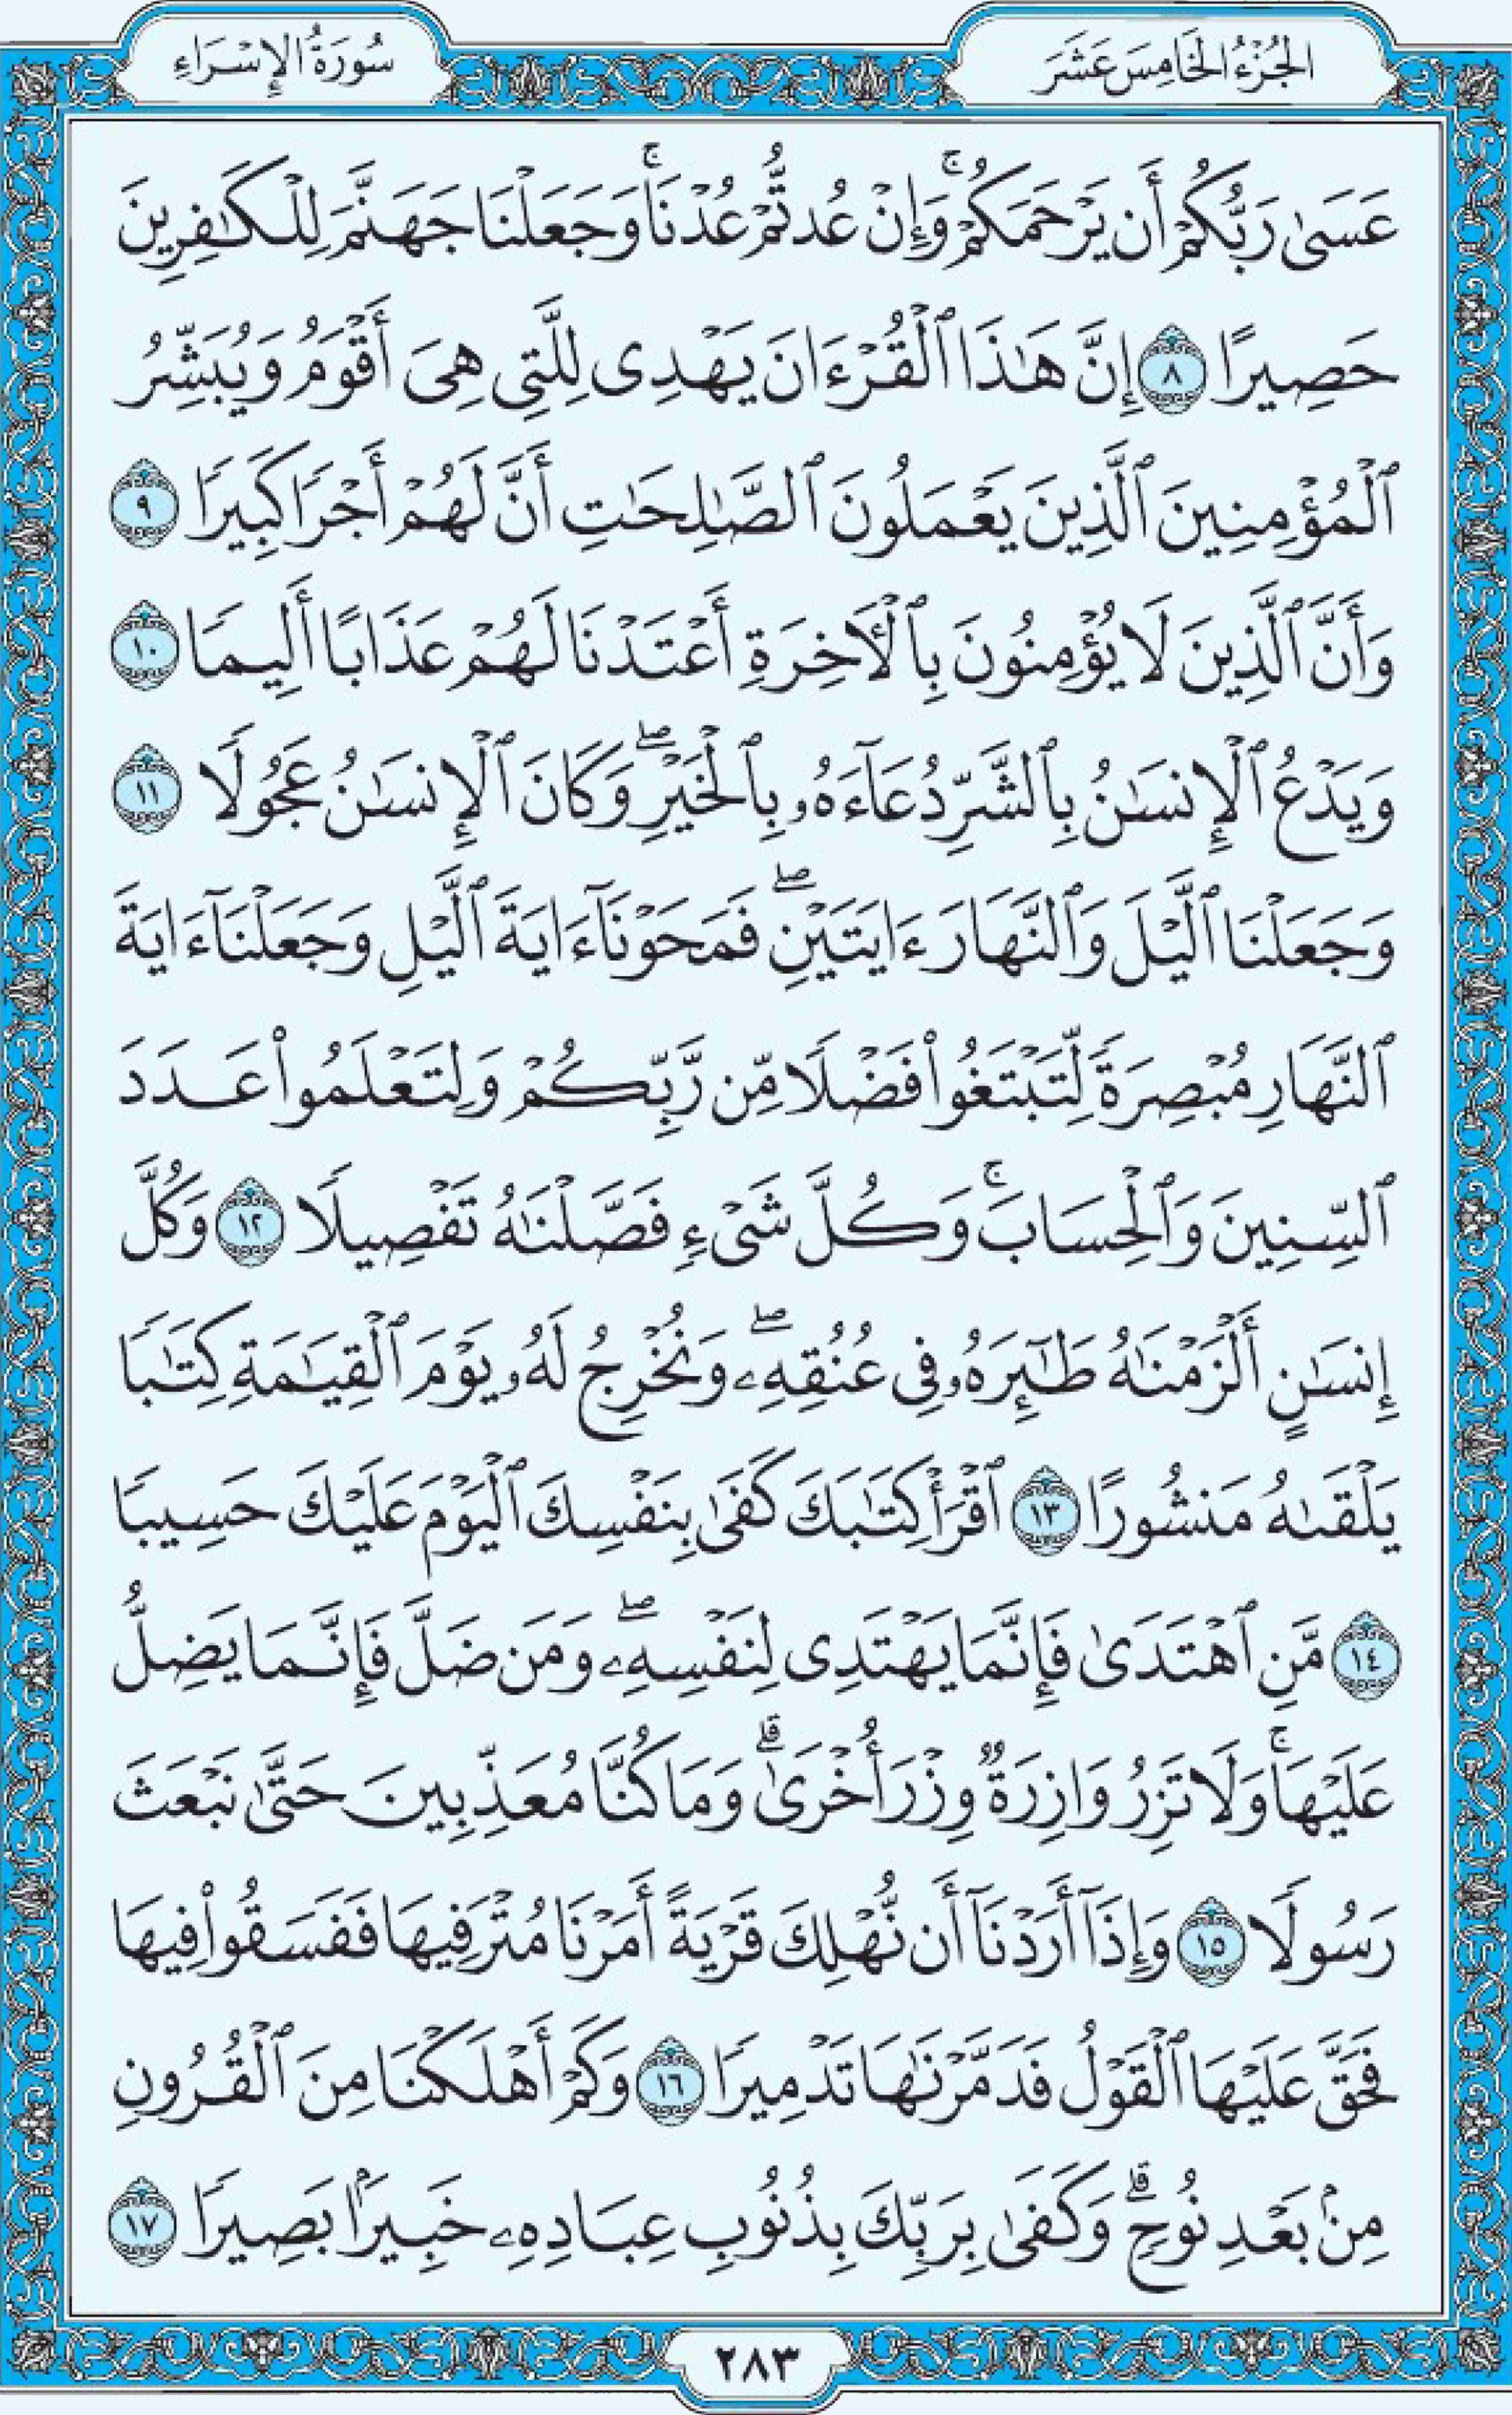 الجُزْءُ الخَامِسَ عَشَرَ
سُورَةُ الإِسْرَاءِ
عَسَىٰ رَبُّكُمْ أَن يَرْحَمَكُمْۚ وَإِنْ عُدتُّمْ عُدْنَاۚ وَجَعَلْنَا جَهَنَّمَ لِلْكَٰفِرِينَ
حَصِيرًا ٨ إِنَّ هَٰذَا ٱلْقُرْءَانَ يَهْدِى لِلَّتِى هِىَ أَقْوَمُ وَيُبَشِّرُ
ٱلْمُؤْمِنِينَ ٱلَّذِينَ يَعْمَلُونَ ٱلصَّٰلِحَٰتِ أَنَّ لَهُمْ أَجْرًا كَبِيرًا ٩
وَأَنَّ ٱلَّذِينَ لَا يُؤْمِنُونَ بِٱلْأَخِرَةِ أَعْتَدْنَا لَهُمْ عَذَابًا أَلِيمًا ١٠
وَيَدْعُ ٱلْإِنسَٰنُ بِٱلشَّرِّ دُعَآءَهُۥ بِٱلْخَيْرِۖ وَكَانَ ٱلْإِنسَٰنُ عَجُولًا ١١
وَجَعَلْنَا ٱلَّيْلَ وَٱلنَّهَارَ ءَايَتَيْنِۖ فَمَحَوْنَآ ءَايَةَ ٱلَّيْلِ وَجَعَلْنَآ ءَايَةَ
ٱلنَّهَارِ مُبْصِرَةً لِّتَبْتَغُوا۟ فَضْلًا مِّن رَّبِّكُمْ وَلِتَعْلَمُوا۟ عَدَدَ
ٱلسِّنِينَ وَٱلْحِسَابَۚ وَكُلَّ شَىْءٍ فَصَّلْنَٰهُ تَفْصِيلًا ١٢ وَكُلَّ
إِنسَٰنٍ أَلْزَمْنَٰهُ طَٰٓئِرَهُۥ فِى عُنُقِهِۦۖ وَنُخْرِجُ لَهُۥ يَوْمَ ٱلْقِيَٰمَةِ كِتَٰبًا
يَلْقَىٰهُ مَنشُورًا ١٣ ٱقْرَأْ كِتَٰبَكَ كَفَىٰ بِنَفْسِكَ ٱلْيَوْمَ عَلَيْكَ حَسِيبًا
١٤ مَّنِ ٱهْتَدَىٰ فَإِنَّمَا يَهْتَدِى لِنَفْسِهِۦۖ وَمَن ضَلَّ فَإِنَّمَا يَضِلُّ
عَلَيْهَاۚ وَلَا تَزِرُ وَازِرَةٌ وِزْرَ أُخْرَىٰۗ وَمَا كُنَّا مُعَذِّبِينَ حَتَّىٰ نَبْعَثَ
رَسُولًا ١٥ وَإِذَآ أَرَدْنَآ أَن نُّهْلِكَ قَرْيَةً أَمَرْنَا مُتْرَفِيهَا فَفَسَقُوا۟ فِيهَا
فَحَقَّ عَلَيْهَا ٱلْقَوْلُ فَدَمَّرْنَٰهَا تَدْمِيرًا ١٦ وَكَمْ أَهْلَكْنَا مِنَ ٱلْقُرُونِ
مِنۢ بَعْدِ نُوحٍۗ وَكَفَىٰ بِرَبِّكَ بِذُنُوبِ عِبَادِهِۦ خَبِيرًۢا بَصِيرًا ١٧
٢٨٣